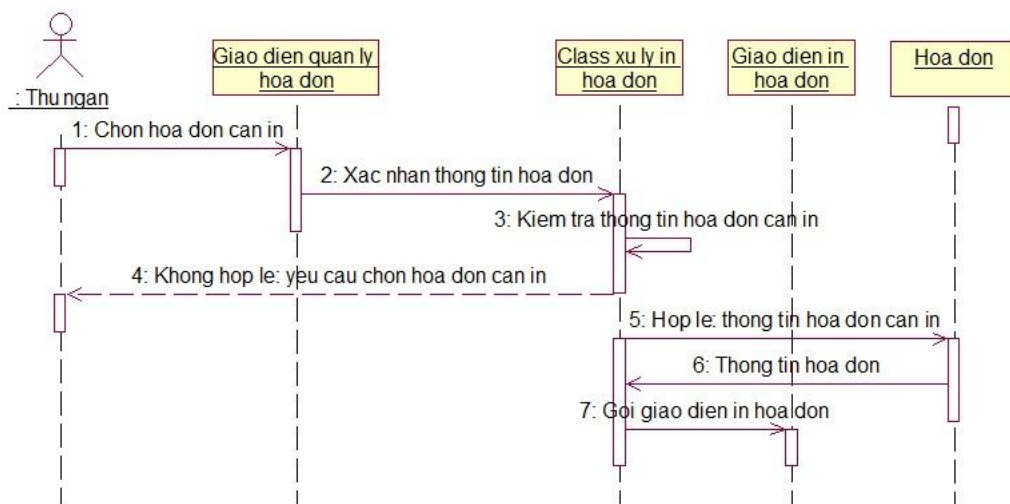 : Thu ngan
Giao dien quan ly
hoa don
Class xu ly in
hoa don
Giao dien in
hoa don
Hoa don
1: Chon hoa don can in
2: Xac nhan thong tin hoa don
3: Kiem tra thong tin hoa don can in
4: Khong hop le: yeu cau chon hoa don can in
5: Hop le: thong tin hoa don can in
6: Thong tin hoa don
7: Goi giao dien in hoa don